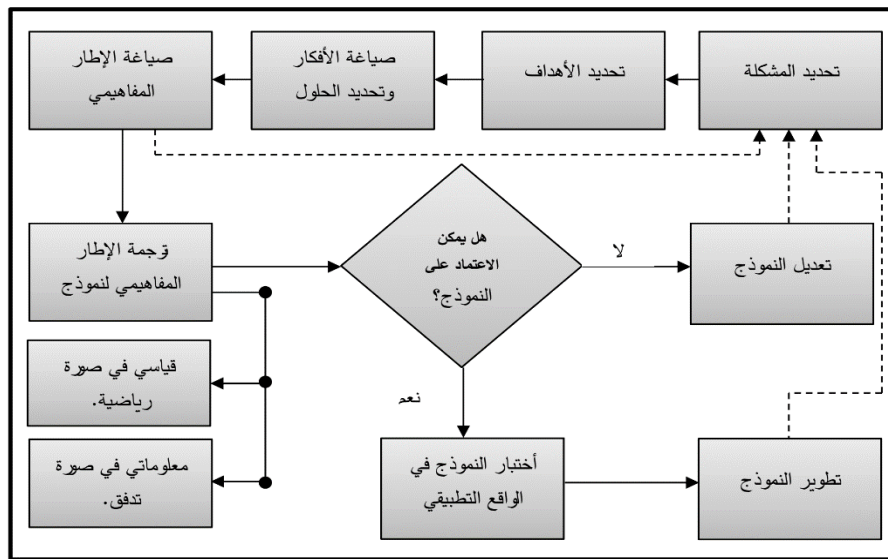 تحديد المشكلة
تحديد الأهداف
صياغة الأفكار
وتحديد الحلول
صياغة الإطار
المفاهيمي
ترجمة الإطار
المفاهيمي لنموذج
هل يمكن
الاعتماد على
النموذج؟
لا
تعديل النموذج
قياسي في صورة
رياضية.
نعم
معلوماتي في صورة
تدفق.
أختبار النموذج في
الواقع التطبيقي
تطوير النموذج